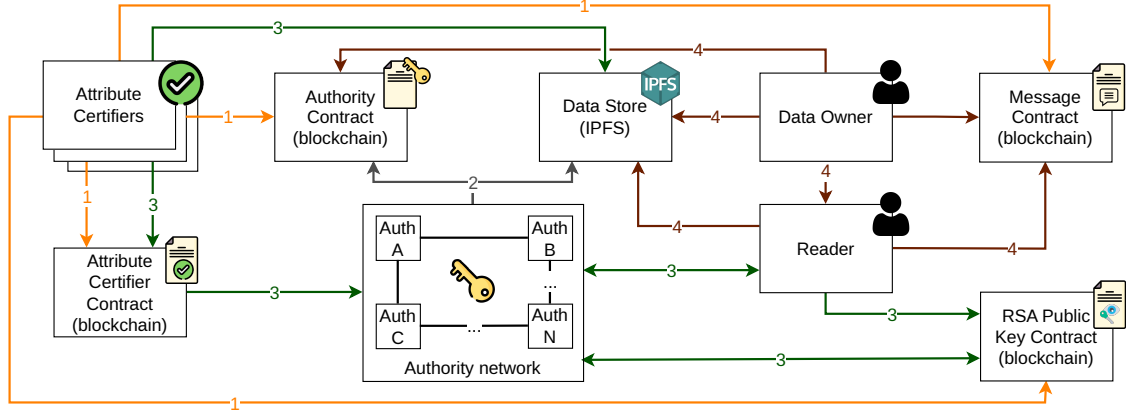 1
3
4
Attribute
Certifiers
1
Authority
Contract
(blockchain)
IPFS
Data Store
(IPFS)
4
Data Owner
Message
Contract
(blockchain)
1
3
2
4
Attribute
Certifier
Contract
(blockchain)
3
Auth
A
Auth
B
...
Auth
C
...
Auth
N
Authority network
4
Reader
4
3
3
3
RSA Public
Key Contract
(blockchain)
1